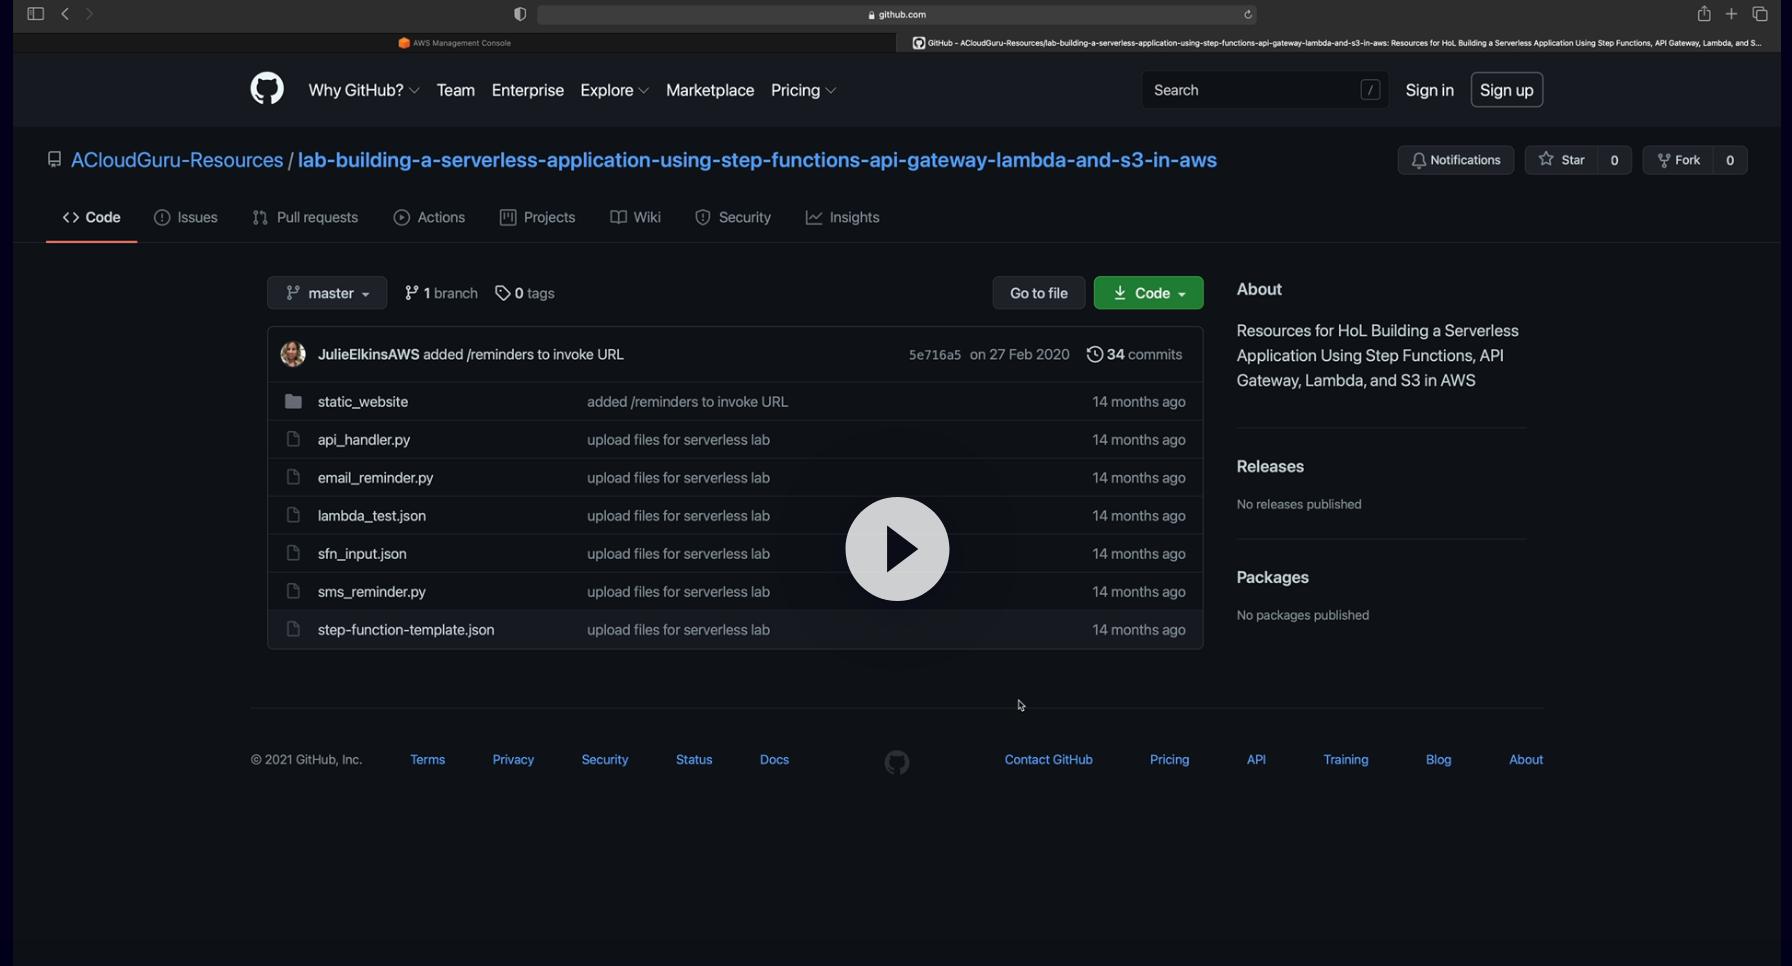 github.com
AWS Management Console
GitHub - ACloudGuru-Resources/lab-building-a-serverless-application-using-step-functions-api-gateway-lambda-and-s3-in-aws: Resources for HoL Building a Serverless Application Using Step Functions, API Gateway, Lambda, and S...
Why GitHub? Team Enterprise Explore Marketplace Pricing Search / Sign in Sign up
ACloudGuru-Resources / lab-building-a-serverless-application-using-step-functions-api-gateway-lambda-and-s3-in-aws Notifications Star 0 Fork 0
Code Issues Pull requests Actions Projects Wiki Security Insights
master 1 branch 0 tags Go to file Code
JulieElkinsAWS added /reminders to invoke URL 5e716a5 on 27 Feb 2020 34 commits
static_website added /reminders to invoke URL 14 months ago
api_handler.py upload files for serverless lab 14 months ago
email_reminder.py upload files for serverless lab 14 months ago
lambda_test.json upload files for serverless lab 14 months ago
sfn_input.json upload files for serverless lab 14 months ago
sms_reminder.py upload files for serverless lab 14 months ago
step-function-template.json upload files for serverless lab 14 months ago
About
Resources for HoL Building a Serverless
Application Using Step Functions, API
Gateway, Lambda, and S3 in AWS
Releases
No releases published
Packages
No packages published
© 2021 GitHub, Inc. Terms Privacy Security Status Docs Contact GitHub Pricing API Training Blog About